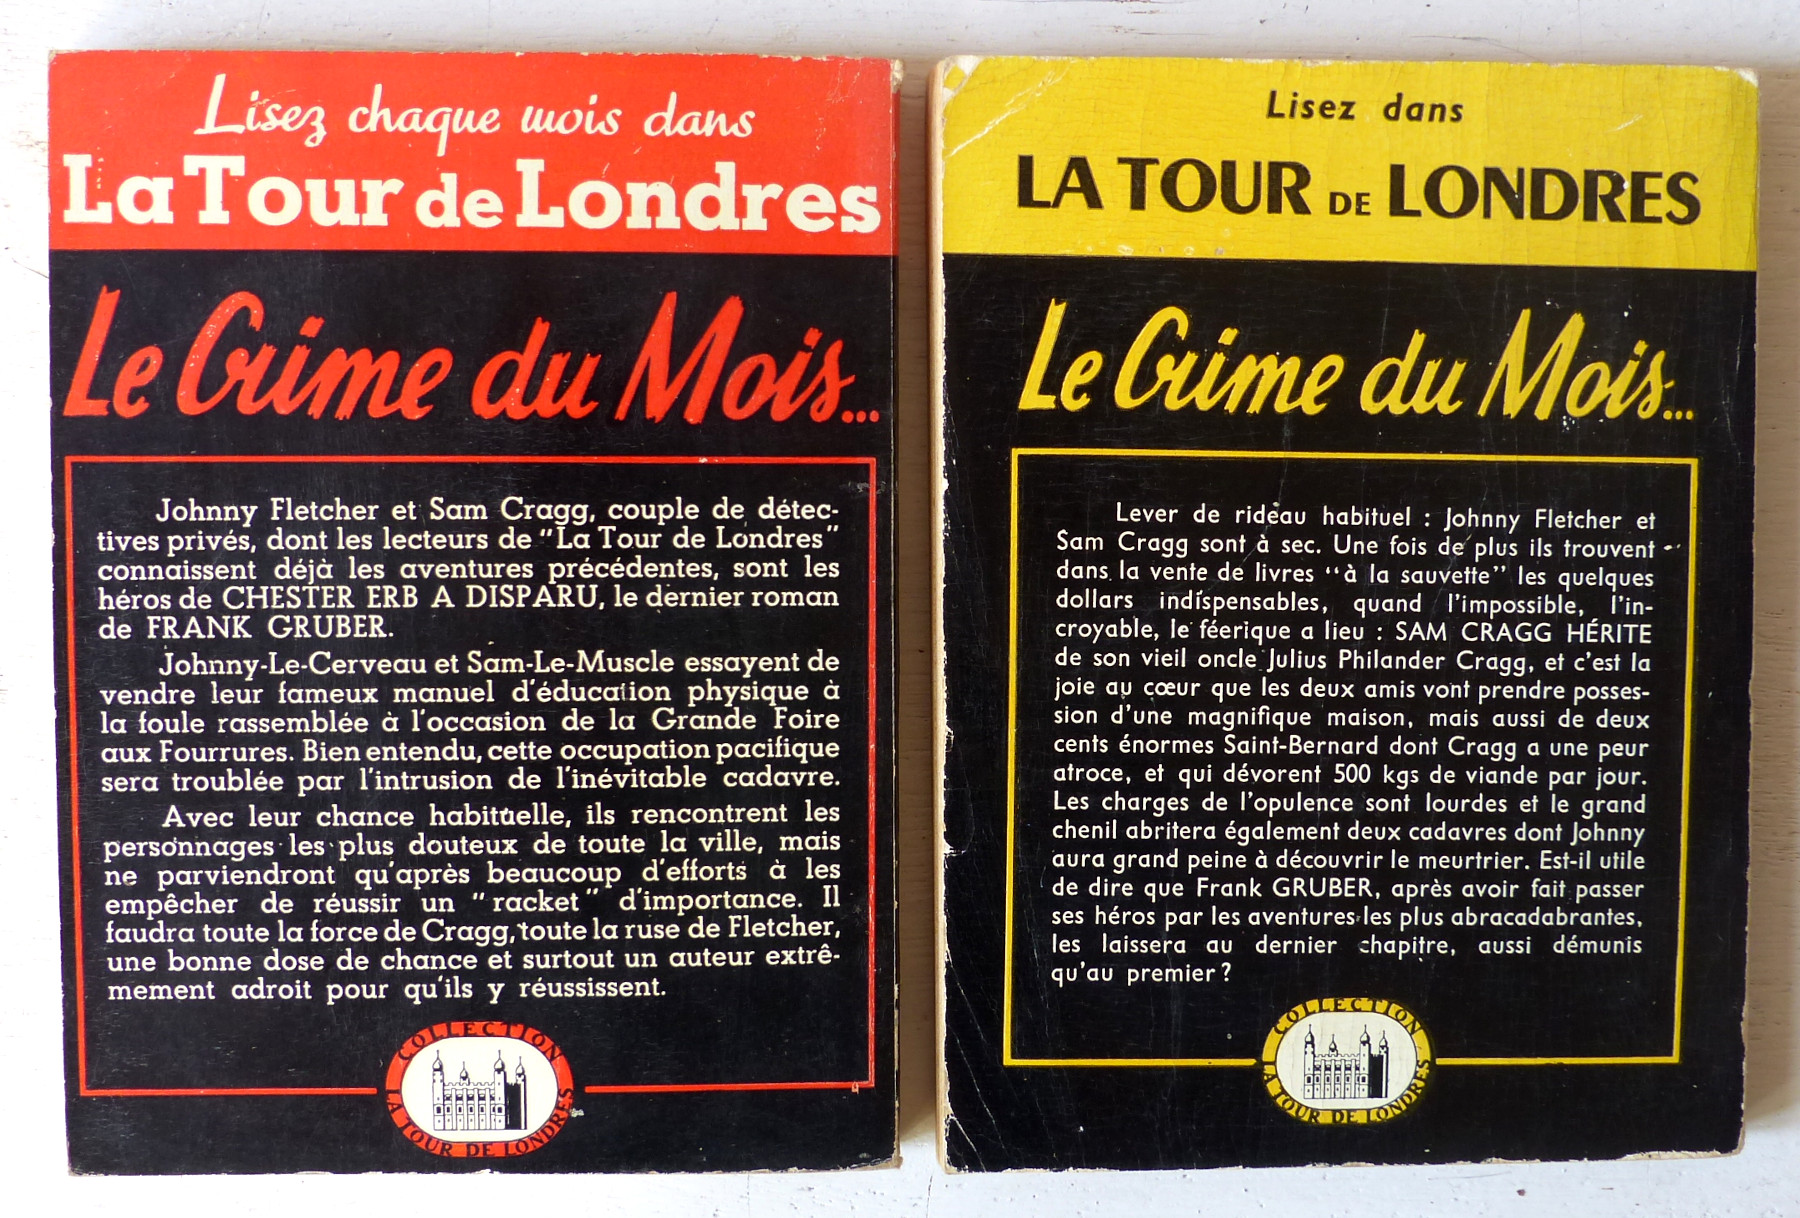 Lisez chaque mois dans
La Tour de Londres
Le Crime du Mois...
Johnny Fletcher et Sam Cragg, couple de détec-
tives privés, dont les lecteurs de "La Tour de Londres"
connaissent déjà les aventures précédentes, sont les
héros de CHESTER ERB A DISPARU, le dernier roman
de FRANK GRUBER.
Johnny-Le-Cerveau et Sam-Le-Muscle essayent de
vendre leur fameux manuel d'éducation physique à
la foule rassemblée à l'occasion de la Grande Foire
aux Fourrures. Bien entendu, cette occupation pacifique
sera troublée par l'intrusion de l'inévitable cadavre.
Avec leur chance habituelle, ils rencontrent les
personnages les plus douteux de toute la ville, mais
ne parviendront qu'après beaucoup d'efforts à les
empêcher de réussir un "racket" d'importance. Il
faudra toute la force de Cragg, toute la ruse de Fletcher,
une bonne dose de chance et surtout un auteur extrê-
mement adroit pour qu'ils y réussissent.
COLLECTION
LA TOUR DE LONDRES
Lisez dans
LA TOUR DE LONDRES
Le Crime du Mois...
Lever de rideau habituel : Johnny Fletcher et
Sam Cragg sont à sec. Une fois de plus ils trouvent
dans la vente de livres "à la sauvette" les quelques
dollars indispensables, quand l'impossible, l'in-
croyable, le féerique a lieu : SAM CRAGG HÉRITE
de son vieil oncle Julius Philander Cragg, et c'est la
joie au cœur que les deux amis vont prendre posses-
sion d'une magnifique maison, mais aussi de deux
cents énormes Saint-Bernard dont Cragg a une peur
atroce, et qui dévorent 500 kgs de viande par jour.
Les charges de l'opulence sont lourdes et le grand
chenil abritera également deux cadavres dont Johnny
aura grand peine à découvrir le meurtrier. Est-il utile
de dire que Frank GRUBER, après avoir fait passer
ses héros par les aventures les plus abracadabrantes,
les laissera au dernier chapitre, aussi démunis
qu'au premier ?
COLLECTION
LA TOUR DE LONDRES